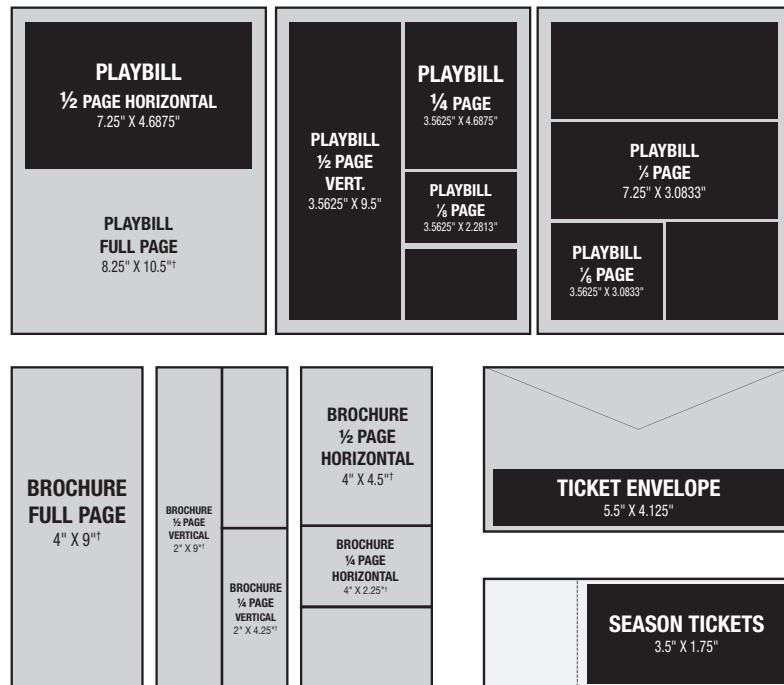 PLAYBILL
½ PAGE HORIZONTAL
7.25" X 4.6875"
PLAYBILL
FULL PAGE
8.25" X 10.5"†
PLAYBILL
½ PAGE
VERT.
3.5625" X 9.5"
PLAYBILL
¼ PAGE
3.5625" X 4.6875"
PLAYBILL
⅛ PAGE
3.5625" X 2.2813"
PLAYBILL
⅓ PAGE
7.25" X 3.0833"
PLAYBILL
⅙ PAGE
3.5625" X 3.0833"
BROCHURE
FULL PAGE
4" X 9"†
BROCHURE
½ PAGE
VERTICAL
2" X 9"†
BROCHURE
¼ PAGE
VERTICAL
2" X 4.25"†
BROCHURE
½ PAGE
HORIZONTAL
4" X 4.5"†
BROCHURE
¼ PAGE
HORIZONTAL
4" X 2.25"†
TICKET ENVELOPE
5.5" X 4.125"
SEASON TICKETS
3.5" X 1.75"